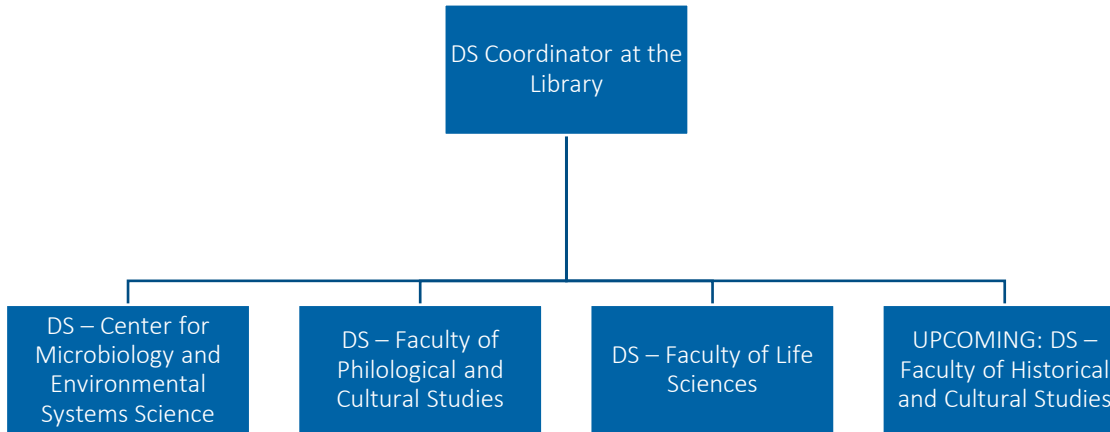 DS Coordinator at the
Library
DS – Center for
Microbiology and
Environmental
Systems Science
DS – Faculty of
Philological and
Cultural Studies
DS – Faculty of Life
Sciences
UPCOMING: DS –
Faculty of Historical
and Cultural Studies